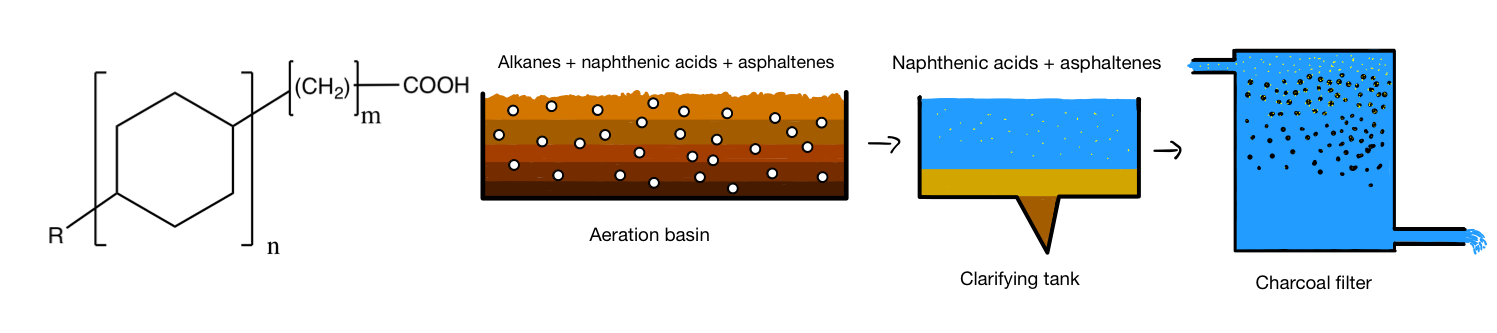 (CH₂)
m
COOH
R
n
Alkanes + naphthenic acids + asphaltenes
Aeration basin
Naphthenic acids + asphaltenes
Clarifying tank
Charcoal filter